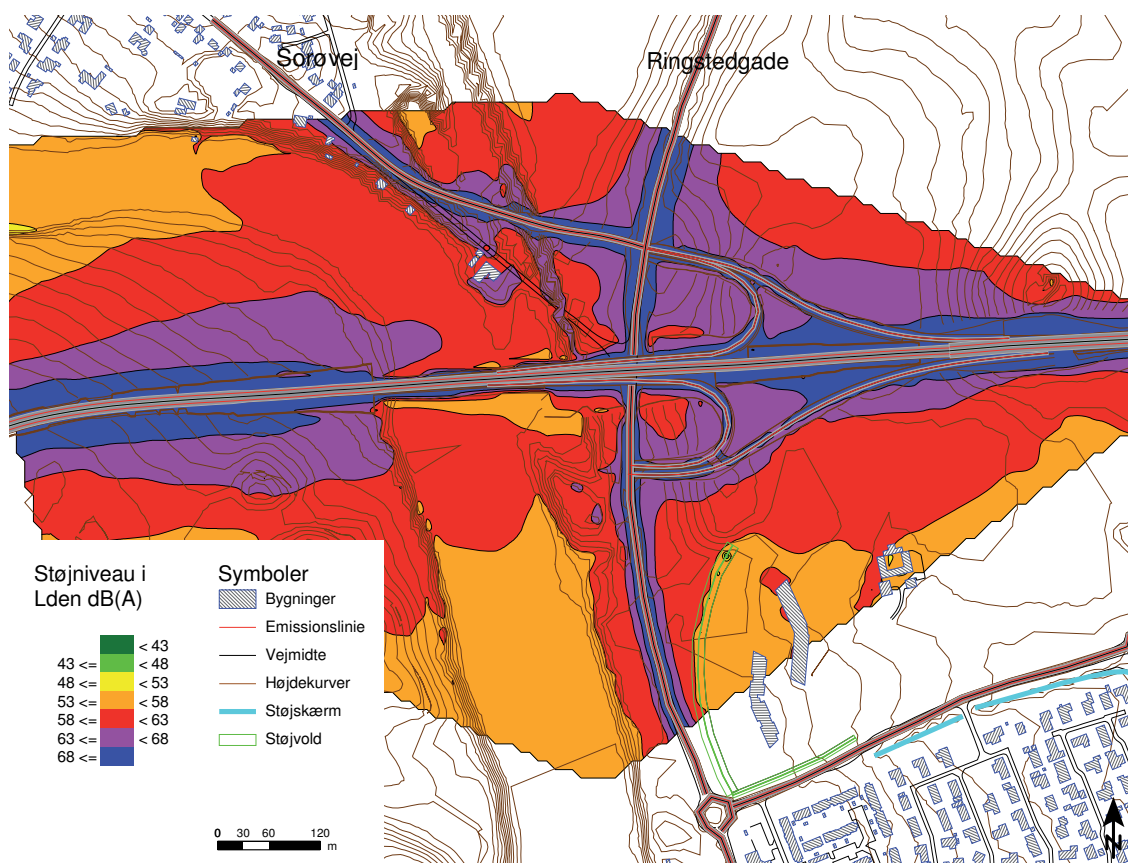 Sorøvej
Ringstedgade
Støjniveau i
Lden dB(A)
< 43
43 <= < 48
48 <= < 53
53 <= < 58
58 <= < 63
63 <= < 68
68 <=
Symboler
Bygninger
Emissionslinie
Vejmidte
Højdekurver
Støjskærm
Støjvold
0 30 60 120
m
N